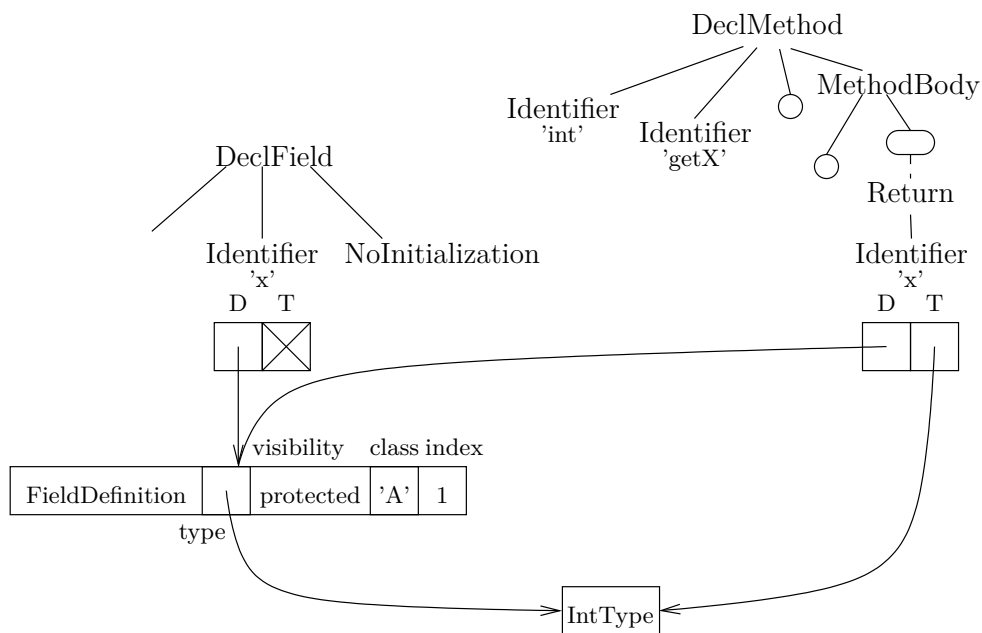 DeclMethod
MethodBody
Identifier
'int'
Identifier
'getX'
DeclField
Return
Identifier
'x'
NoInitialization
Identifier
'x'
D T
D T
visibility class index
FieldDefinition protected 'A' 1
type
IntType